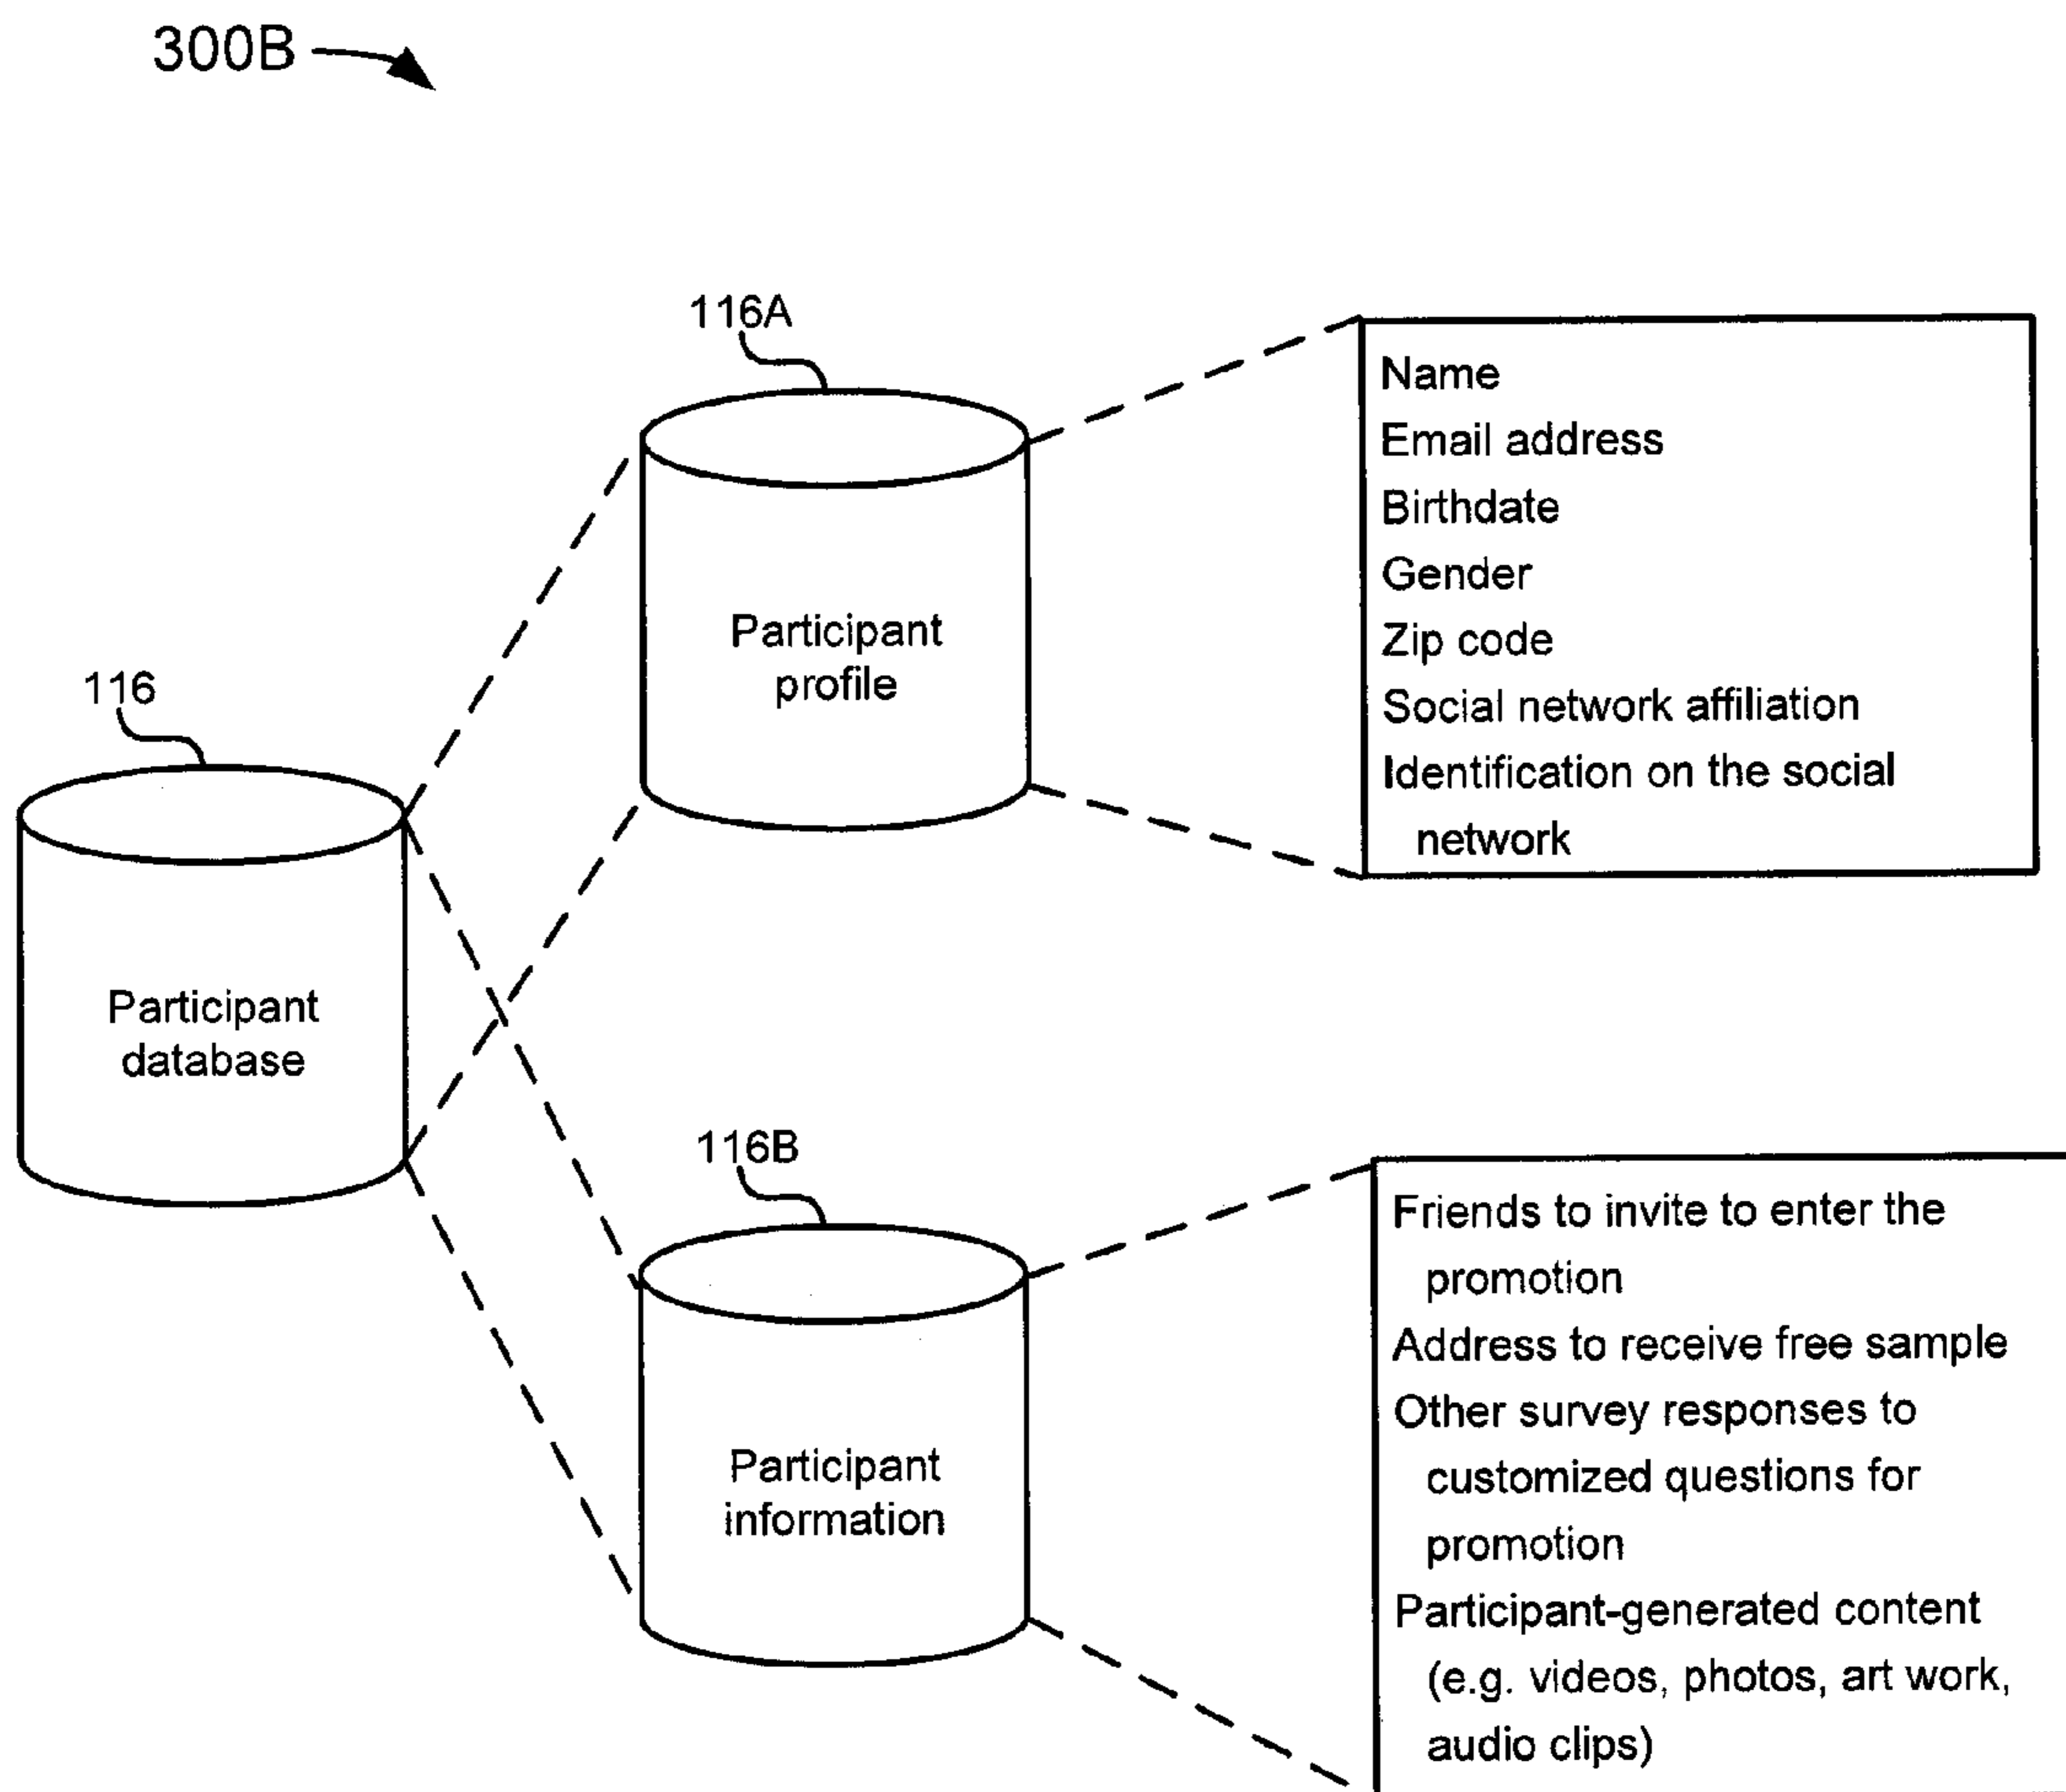 300B
116A
Name
Email address
Birthdate
Gender
Zip code
Social network affiliation
Identification on the social
network
Participant
profile
116
Participant
database
116B
Friends to invite to enter the
promotion
Address to receive free sample
Other survey responses to
customized questions for
promotion
Participant-generated content
(e.g. videos, photos, art work,
audio clips)
Participant
information